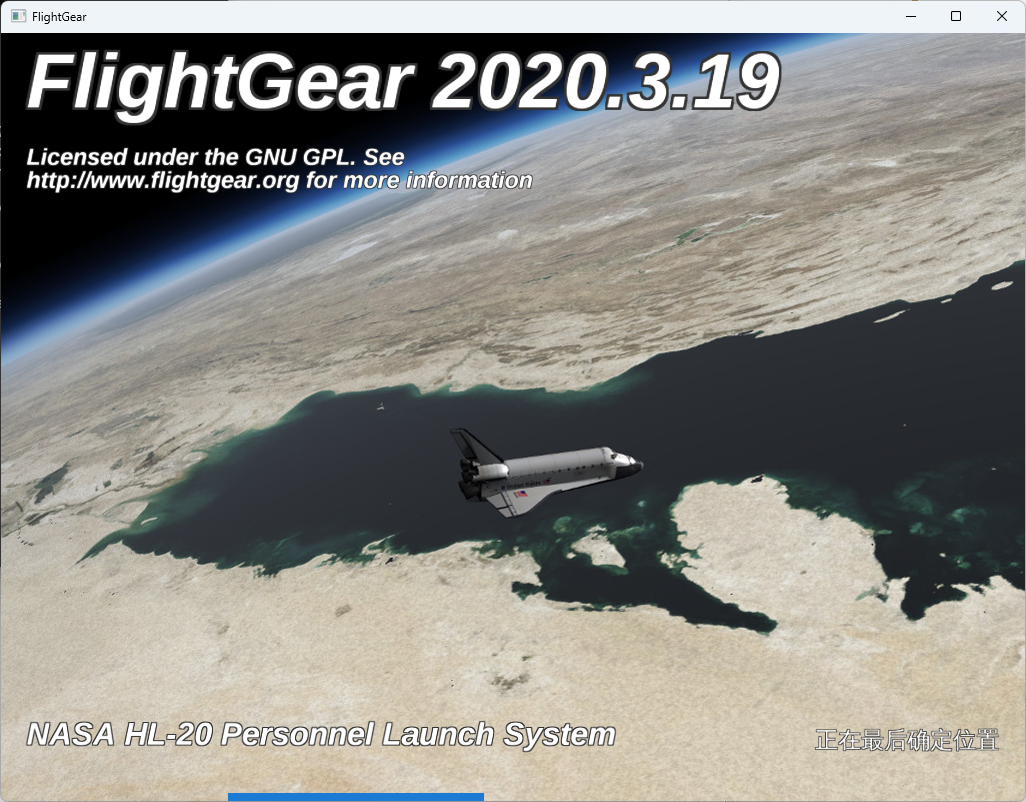 FlightGear
FlightGear 2020.3.19
Licensed under the GNU GPL. See
http://www.flightgear.org for more information
NASA HL-20 Personnel Launch System
正在最后确定位置